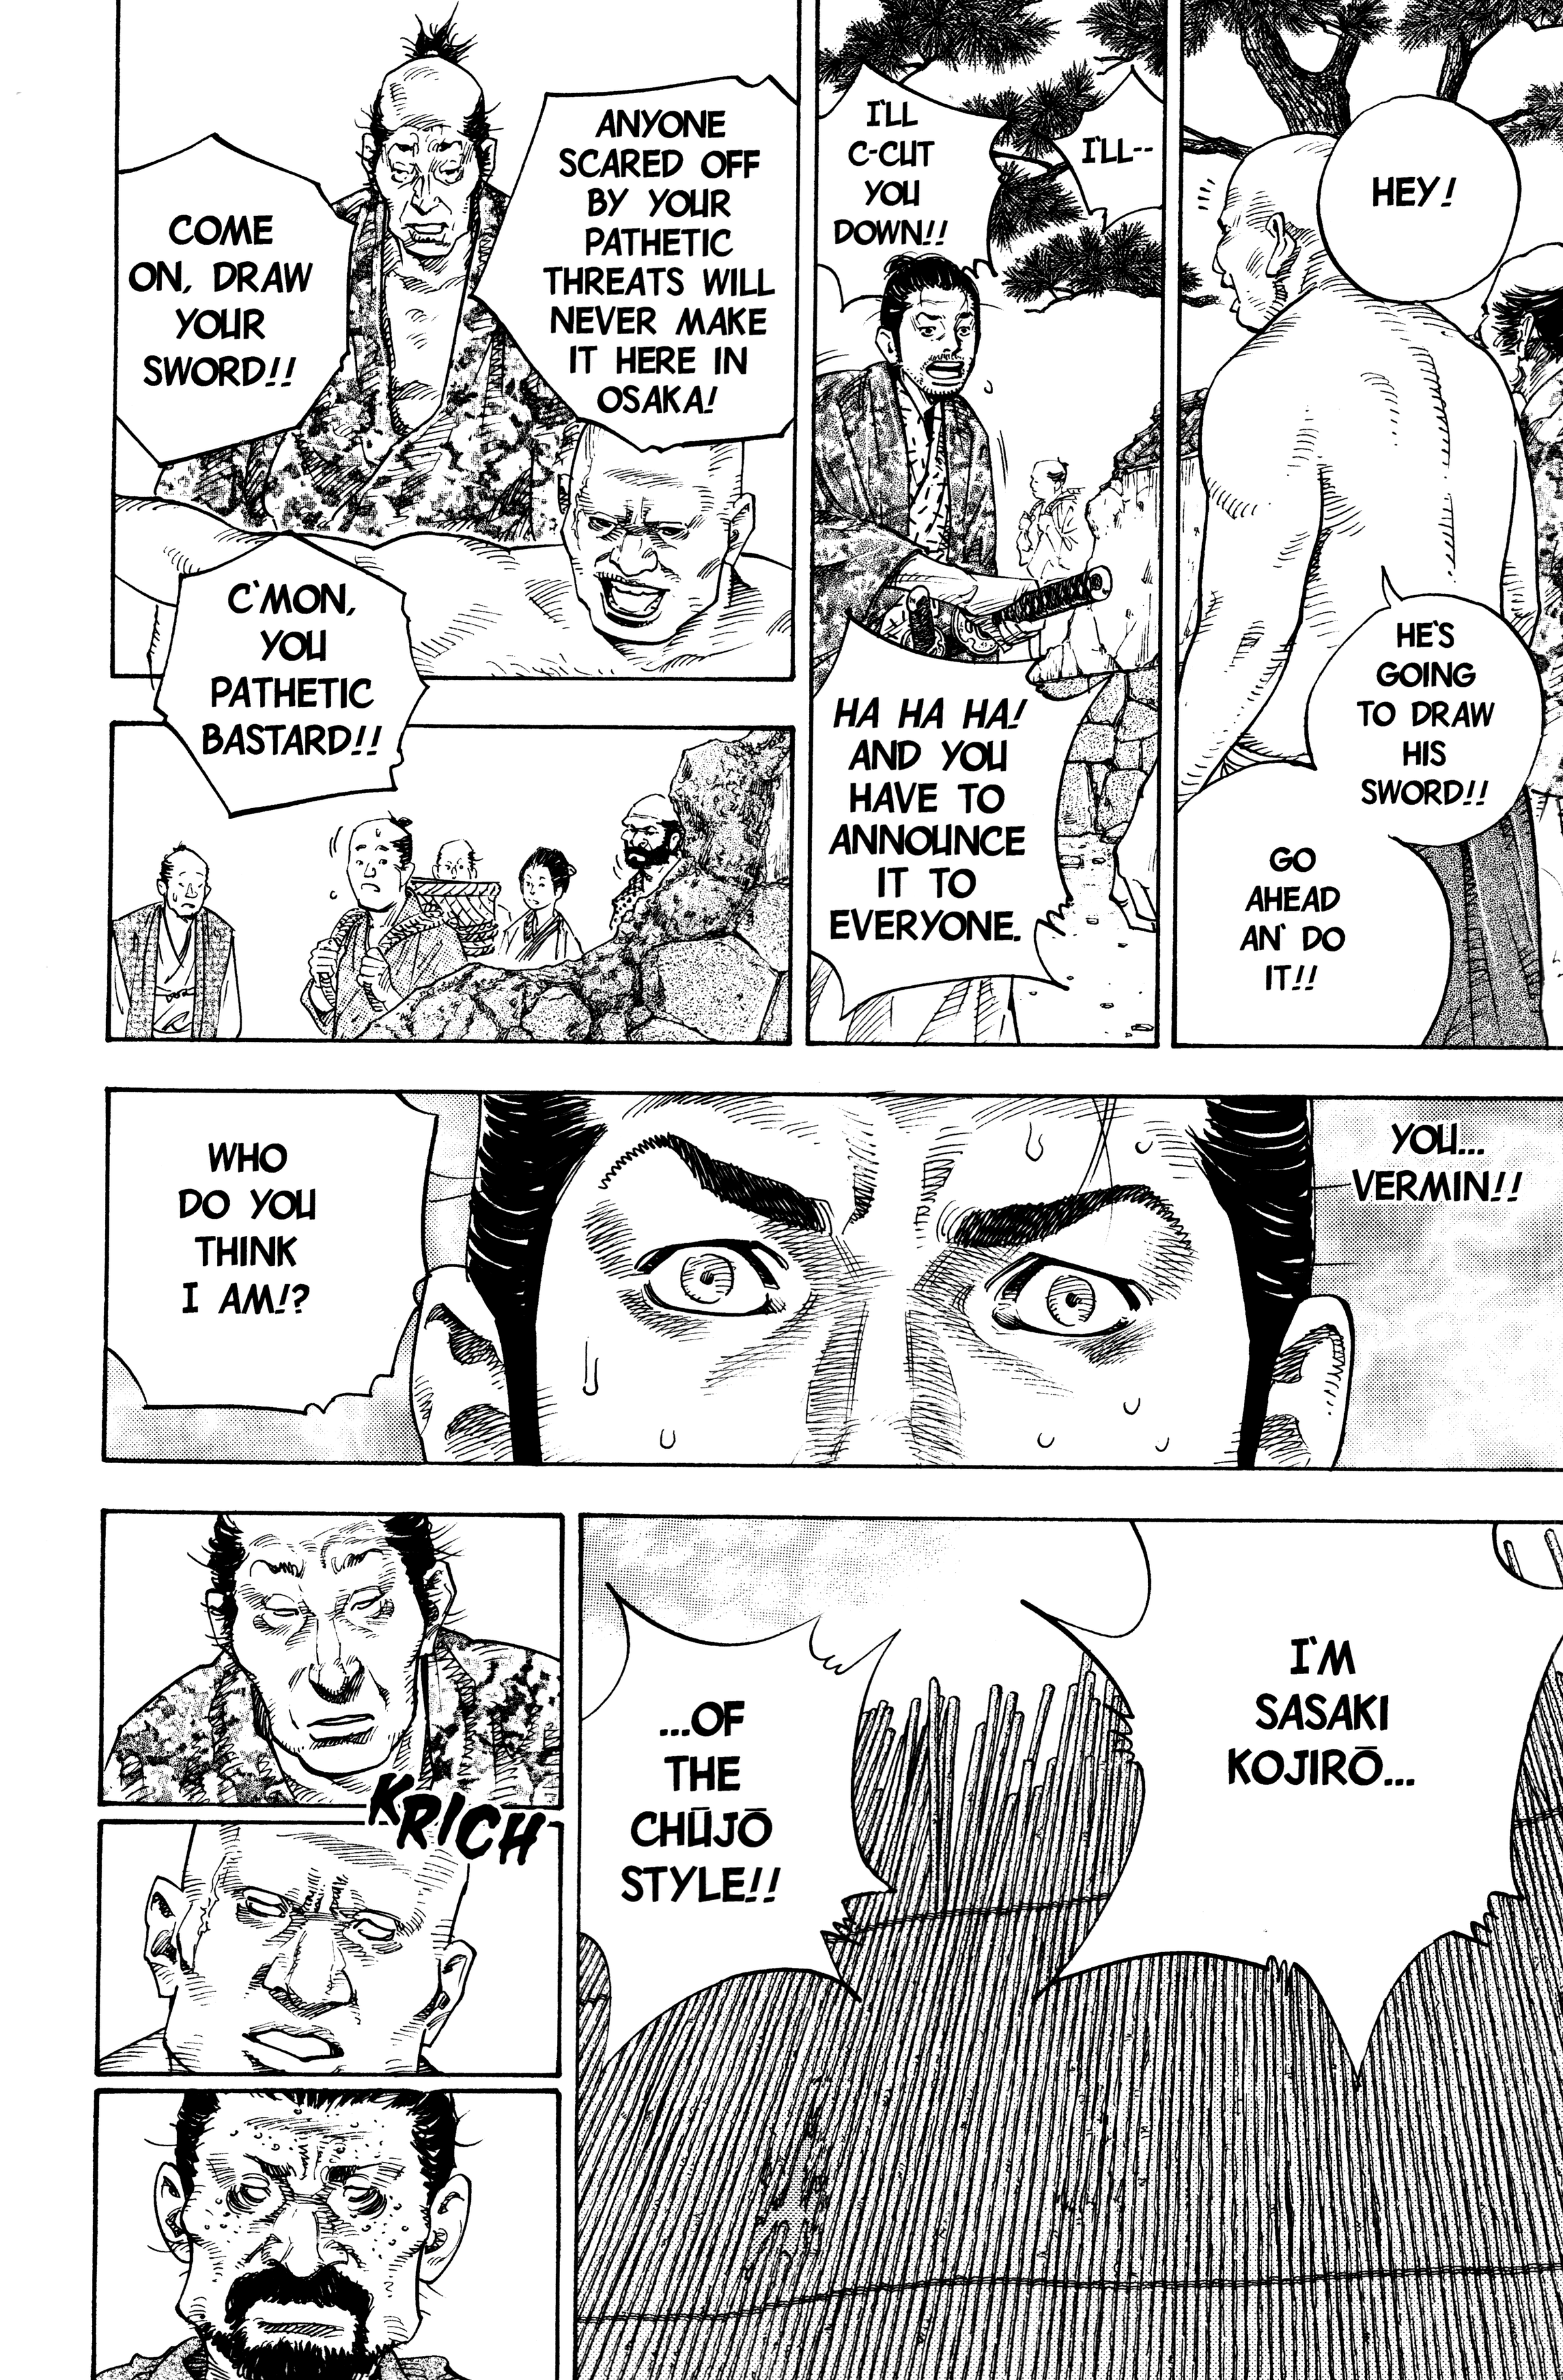 HEY!
HE'S
GOING
TO DRAW
HIS
SWORD!!
GO
AHEAD
AN' DO
IT!!
I'LL--
I'LL
C-CUT
YOU
DOWN!!
HA HA HA!
AND YOU
HAVE TO
ANNOUNCE
IT TO
EVERYONE.
ANYONE
SCARED OFF
BY YOUR
PATHETIC
THREATS WILL
NEVER MAKE
IT HERE IN
OSAKA!
COME
ON, DRAW
YOUR
SWORD!!
C'MON,
YOU
PATHETIC
BASTARD!!
YOU...
VERMIN!!
WHO
DO YOU
THINK
I AM!?
I'M
SASAKI
KOJIRŌ...
...OF
THE
CHŪJŌ
STYLE!!
KRICH